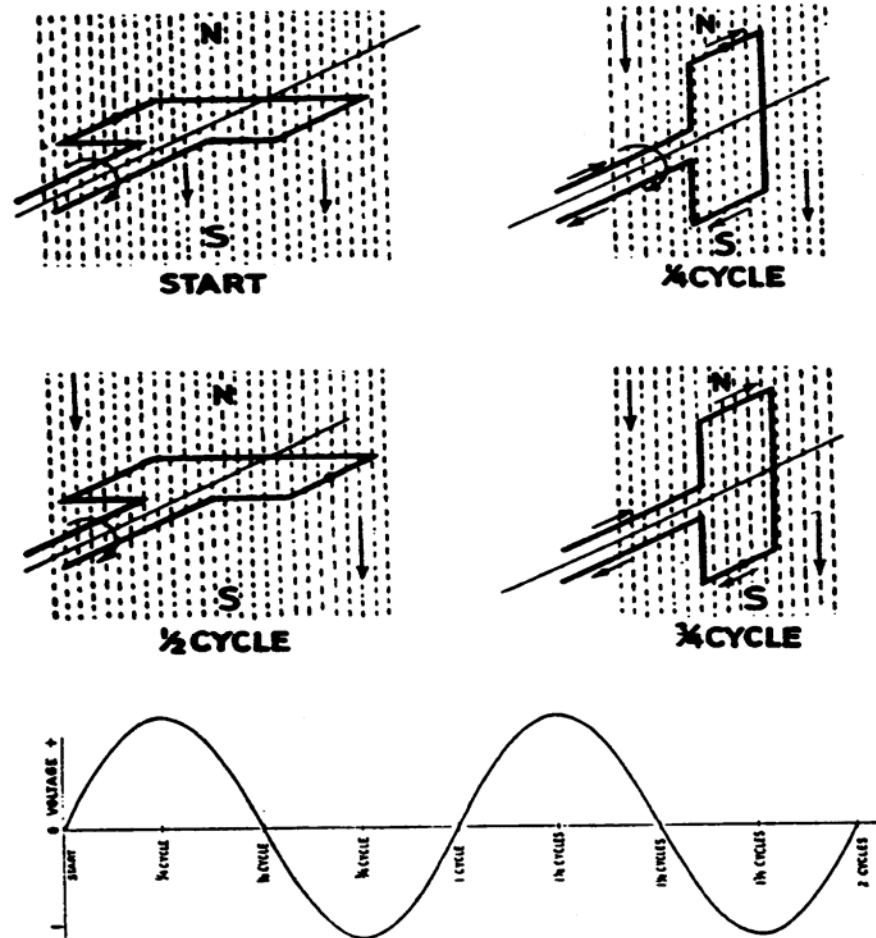 N
S
START
N
S
¼ CYCLE
N
S
½ CYCLE
N
S
¾ CYCLE
0 VOLTAGE +
START
¼ CYCLE
½ CYCLE
¾ CYCLE
1 CYCLE
1¼ CYCLES
1½ CYCLES
1¾ CYCLES
2 CYCLES